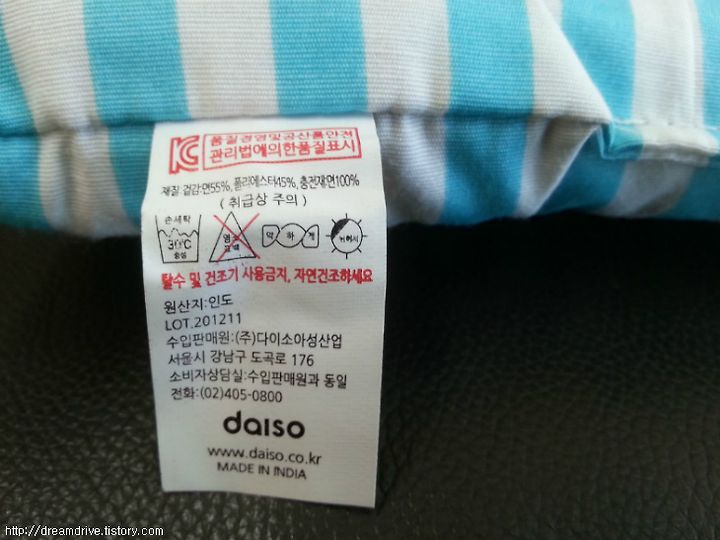 품질경영및공산품안전
관리법에의한품질표시
재질:겉감-면55%, 폴리에스터45%, 충전재:면100%
( 취급상 주의 )
손세탁
30℃
중성
염소
표백
약 하 게
뉘어서
탈수 및 건조기 사용금지, 자연건조하세요
원산지:인도
LOT.201211
수입판매원:(주)다이소아성산업
서울시 강남구 도곡로 176
소비자상담실:수입판매원과 동일
전화:(02)405-0800
daiso
www.daiso.co.kr
MADE IN INDIA
http://dreamdrive.tistory.com